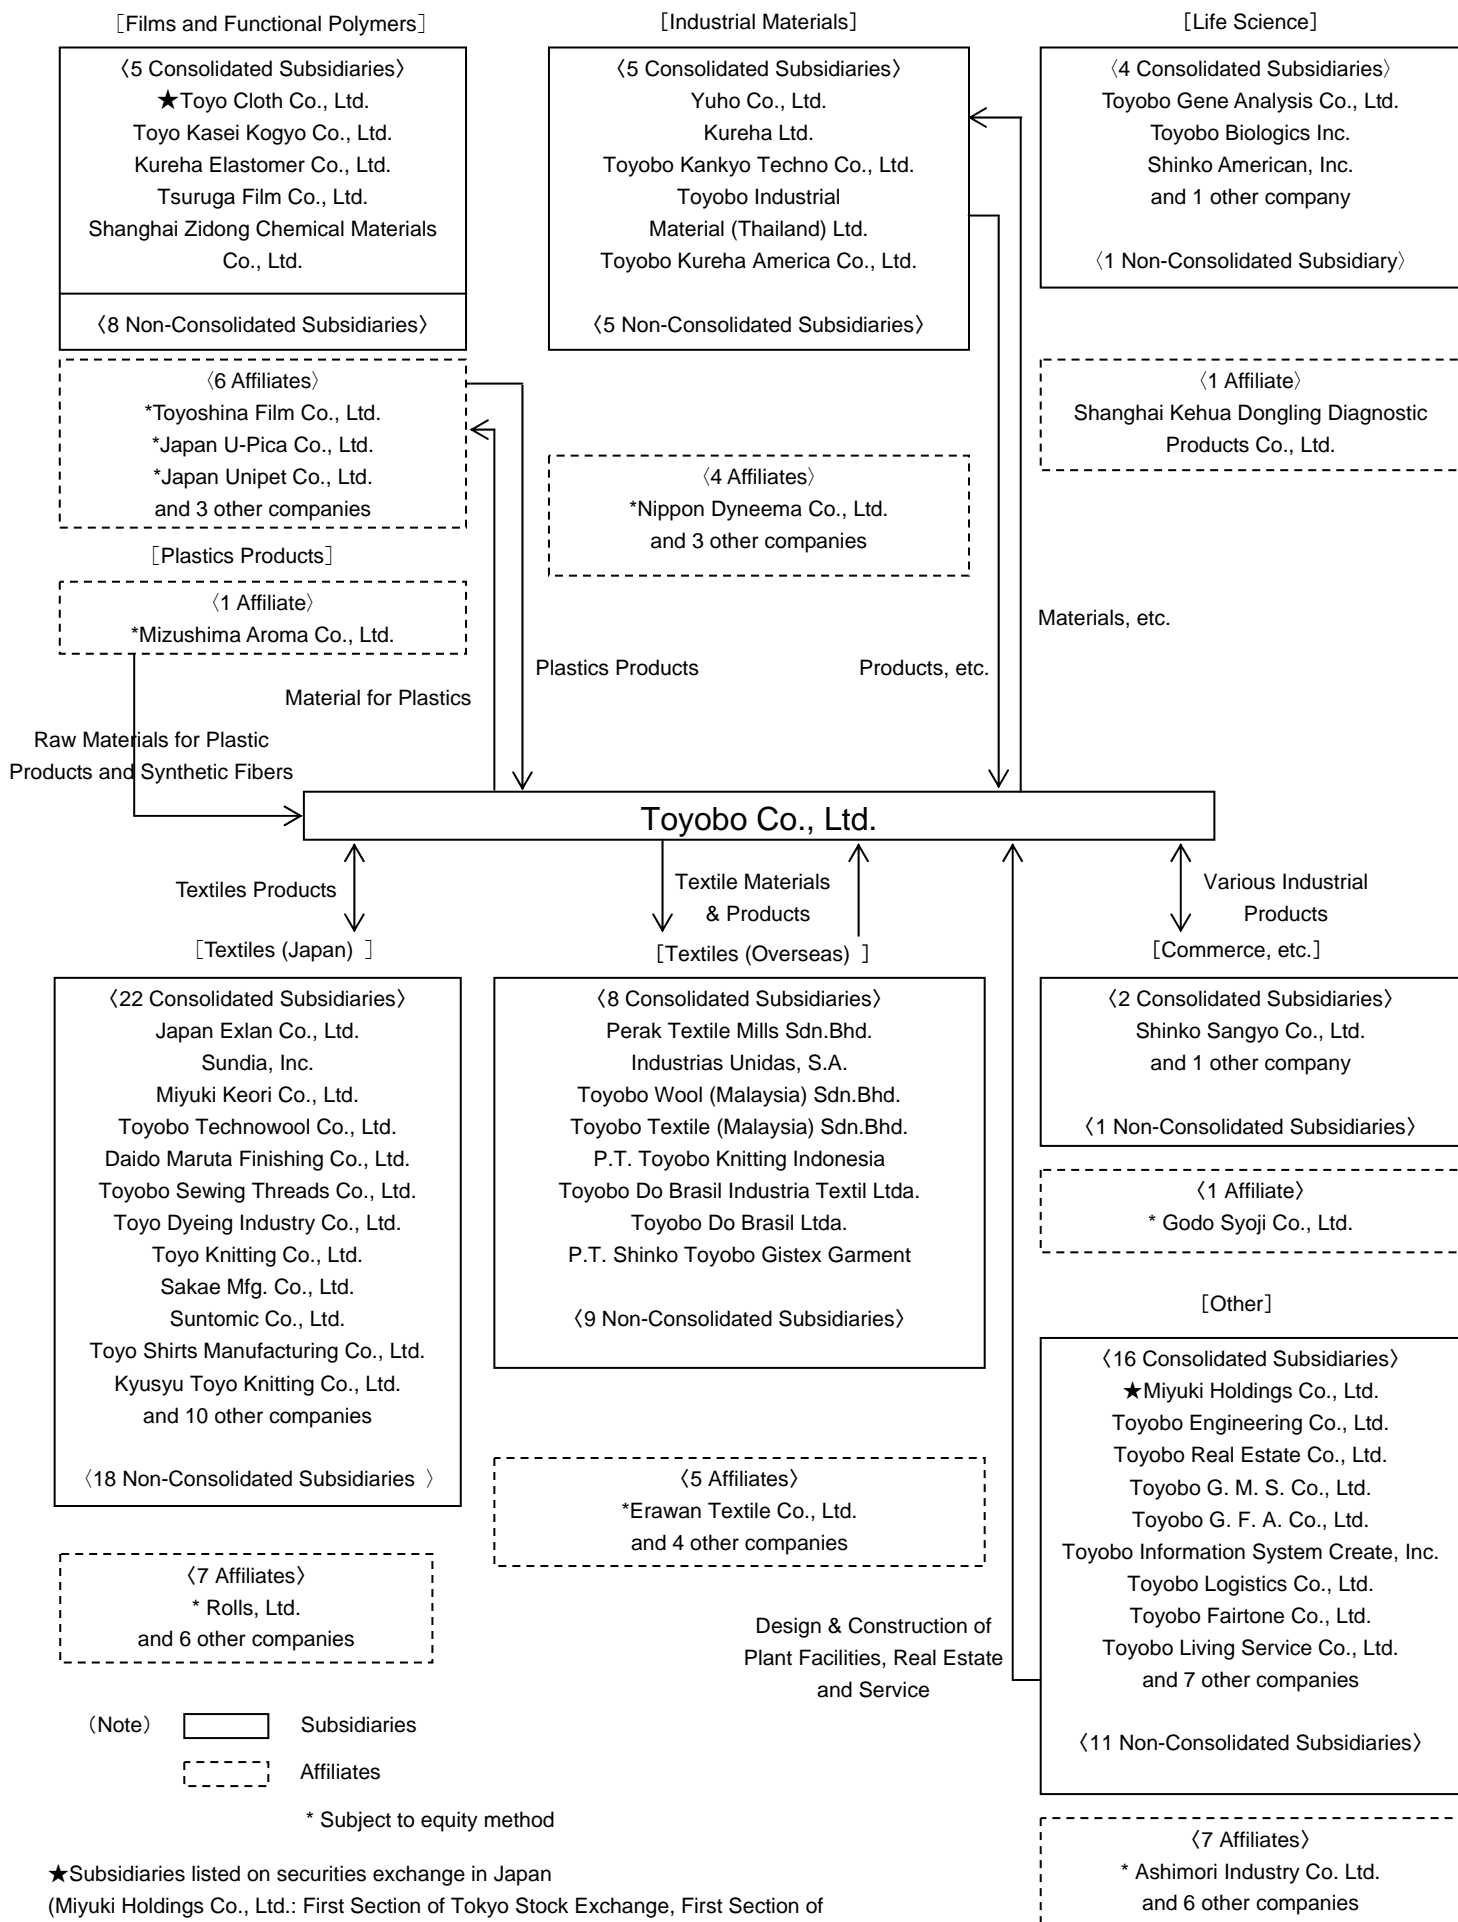 ［Films and Functional Polymers］
〈5 Consolidated Subsidiaries〉
★Toyo Cloth Co., Ltd.
Toyo Kasei Kogyo Co., Ltd.
Kureha Elastomer Co., Ltd.
Tsuruga Film Co., Ltd.
Shanghai Zidong Chemical Materials
Co., Ltd.
〈8 Non-Consolidated Subsidiaries〉
〈6 Affiliates〉
*Toyoshina Film Co., Ltd.
*Japan U-Pica Co., Ltd.
*Japan Unipet Co., Ltd.
and 3 other companies
［Plastics Products］
〈1 Affiliate〉
*Mizushima Aroma Co., Ltd.
［Industrial Materials］
〈5 Consolidated Subsidiaries〉
Yuho Co., Ltd.
Kureha Ltd.
Toyobo Kankyo Techno Co., Ltd.
Toyobo Industrial
Material (Thailand) Ltd.
Toyobo Kureha America Co., Ltd.
〈5 Non-Consolidated Subsidiaries〉
〈4 Affiliates〉
*Nippon Dyneema Co., Ltd.
and 3 other companies
［Life Science］
〈4 Consolidated Subsidiaries〉
Toyobo Gene Analysis Co., Ltd.
Toyobo Biologics Inc.
Shinko American, Inc.
and 1 other company
〈1 Non-Consolidated Subsidiary〉
〈1 Affiliate〉
Shanghai Kehua Dongling Diagnostic
Products Co., Ltd.
Materials, etc.
Plastics Products
Products, etc.
Material for Plastics
Raw Materials for Plastic
Products and Synthetic Fibers
Toyobo Co., Ltd.
Textiles Products
Textile Materials
& Products
Various Industrial
Products
［Textiles (Japan) ］
〈22 Consolidated Subsidiaries〉
Japan Exlan Co., Ltd.
Sundia, Inc.
Miyuki Keori Co., Ltd.
Toyobo Technowool Co., Ltd.
Daido Maruta Finishing Co., Ltd.
Toyobo Sewing Threads Co., Ltd.
Toyo Dyeing Industry Co., Ltd.
Toyo Knitting Co., Ltd.
Sakae Mfg. Co., Ltd.
Suntomic Co., Ltd.
Toyo Shirts Manufacturing Co., Ltd.
Kyusyu Toyo Knitting Co., Ltd.
and 10 other companies
〈18 Non-Consolidated Subsidiaries 〉
〈7 Affiliates〉
* Rolls, Ltd.
and 6 other companies
［Textiles (Overseas) ］
〈8 Consolidated Subsidiaries〉
Perak Textile Mills Sdn.Bhd.
Industrias Unidas, S.A.
Toyobo Wool (Malaysia) Sdn.Bhd.
Toyobo Textile (Malaysia) Sdn.Bhd.
P.T. Toyobo Knitting Indonesia
Toyobo Do Brasil Industria Textil Ltda.
Toyobo Do Brasil Ltda.
P.T. Shinko Toyobo Gistex Garment
〈9 Non-Consolidated Subsidiaries〉
〈5 Affiliates〉
*Erawan Textile Co., Ltd.
and 4 other companies
［Commerce, etc.］
〈2 Consolidated Subsidiaries〉
Shinko Sangyo Co., Ltd.
and 1 other company
〈1 Non-Consolidated Subsidiaries〉
〈1 Affiliate〉
* Godo Syoji Co., Ltd.
［Other］
〈16 Consolidated Subsidiaries〉
★Miyuki Holdings Co., Ltd.
Toyobo Engineering Co., Ltd.
Toyobo Real Estate Co., Ltd.
Toyobo G. M. S. Co., Ltd.
Toyobo G. F. A. Co., Ltd.
Toyobo Information System Create, Inc.
Toyobo Logistics Co., Ltd.
Toyobo Fairtone Co., Ltd.
Toyobo Living Service Co., Ltd.
and 7 other companies
〈11 Non-Consolidated Subsidiaries〉
Design & Construction of
Plant Facilities, Real Estate
and Service
〈7 Affiliates〉
* Ashimori Industry Co. Ltd.
and 6 other companies
（Note）
Subsidiaries
Affiliates
* Subject to equity method
★Subsidiaries listed on securities exchange in Japan
(Miyuki Holdings Co., Ltd.: First Section of Tokyo Stock Exchange, First Section of